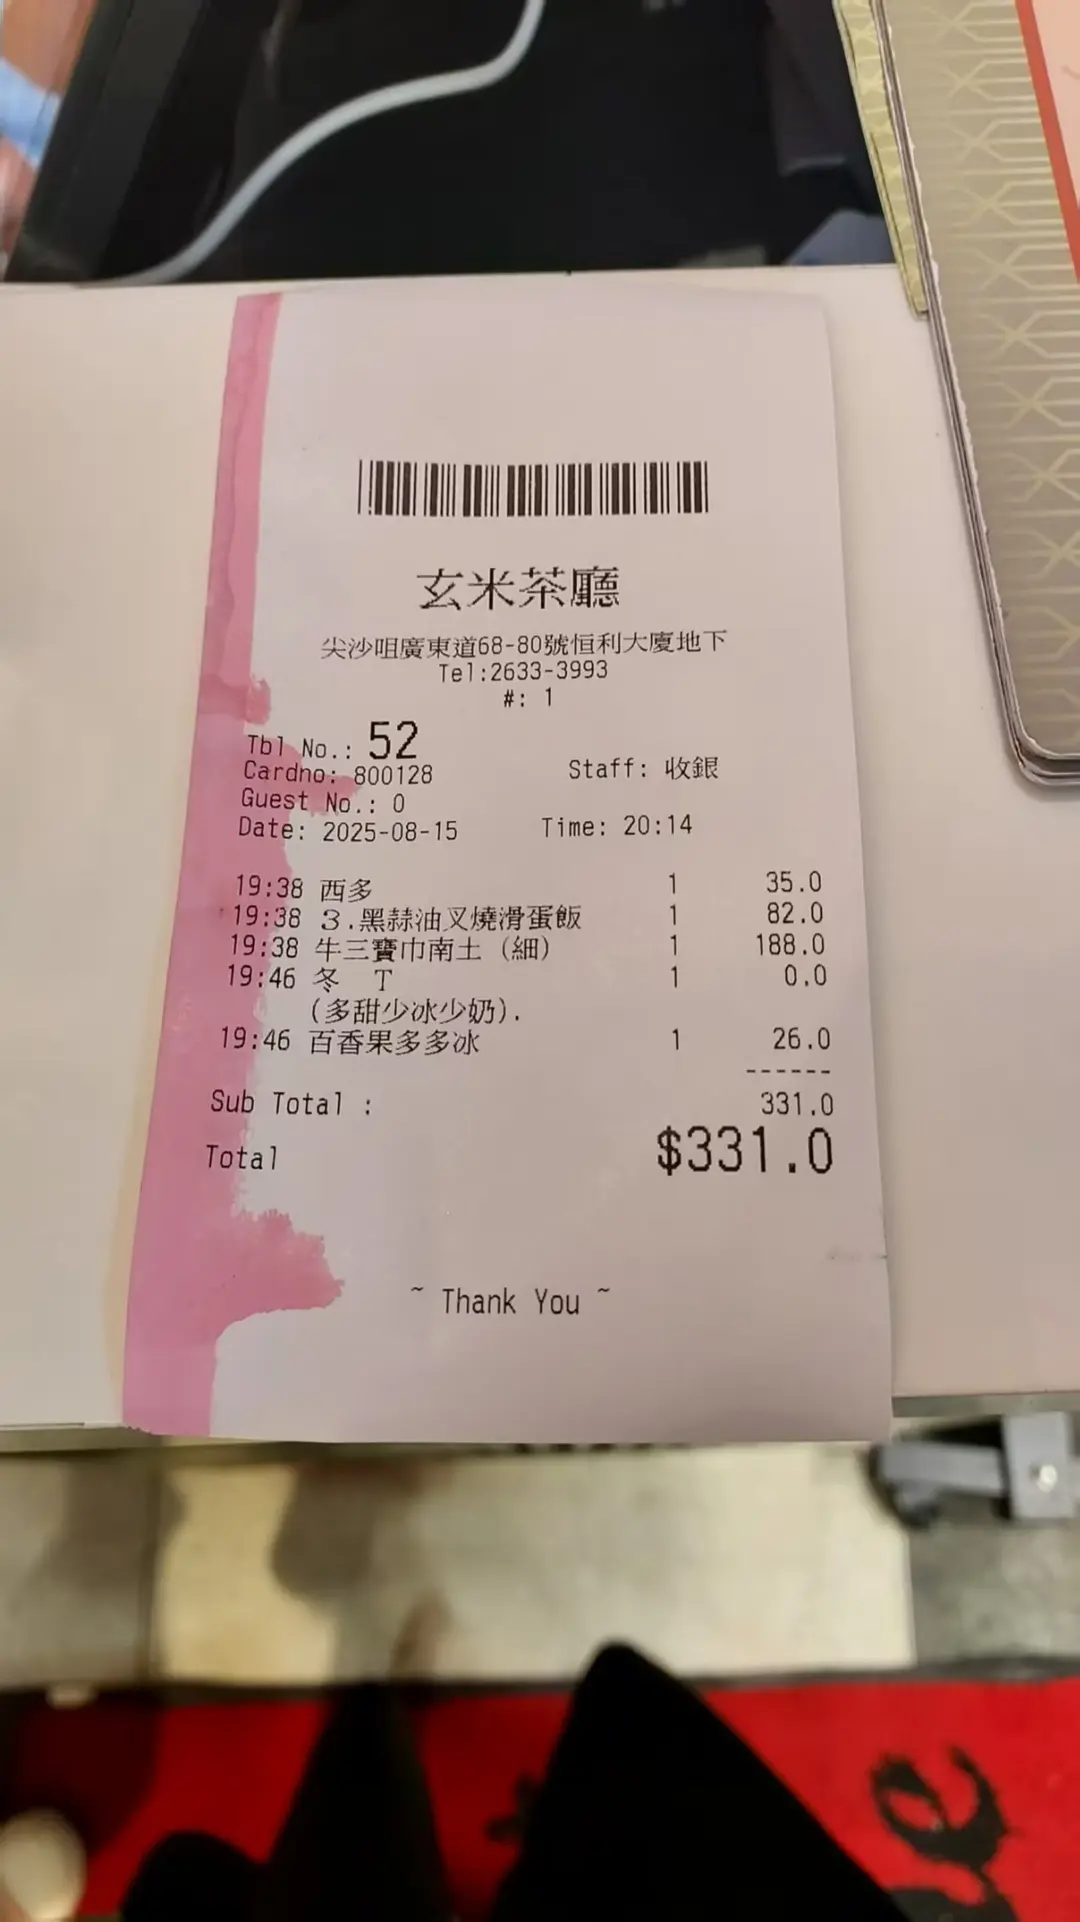 玄米茶廳
尖沙咀廣東道68-80號恒利大廈地下
Tel:2633-3993
#: 1
Tbl No.: 52
Cardno: 800128 Staff: 收銀
Guest No.: 0
Date: 2025-08-15 Time: 20:14
19:38 西多 1 35.0
19:38 3.黑蒜油叉燒滑蛋飯 1 82.0
19:38 牛三寶巾南土（細） 1 188.0
19:46 冬 T 1 0.0
(多甜少冰少奶).
19:46 百香果多多冰 1 26.0
------
Sub Total : 331.0
Total $331.0
~ Thank You ~